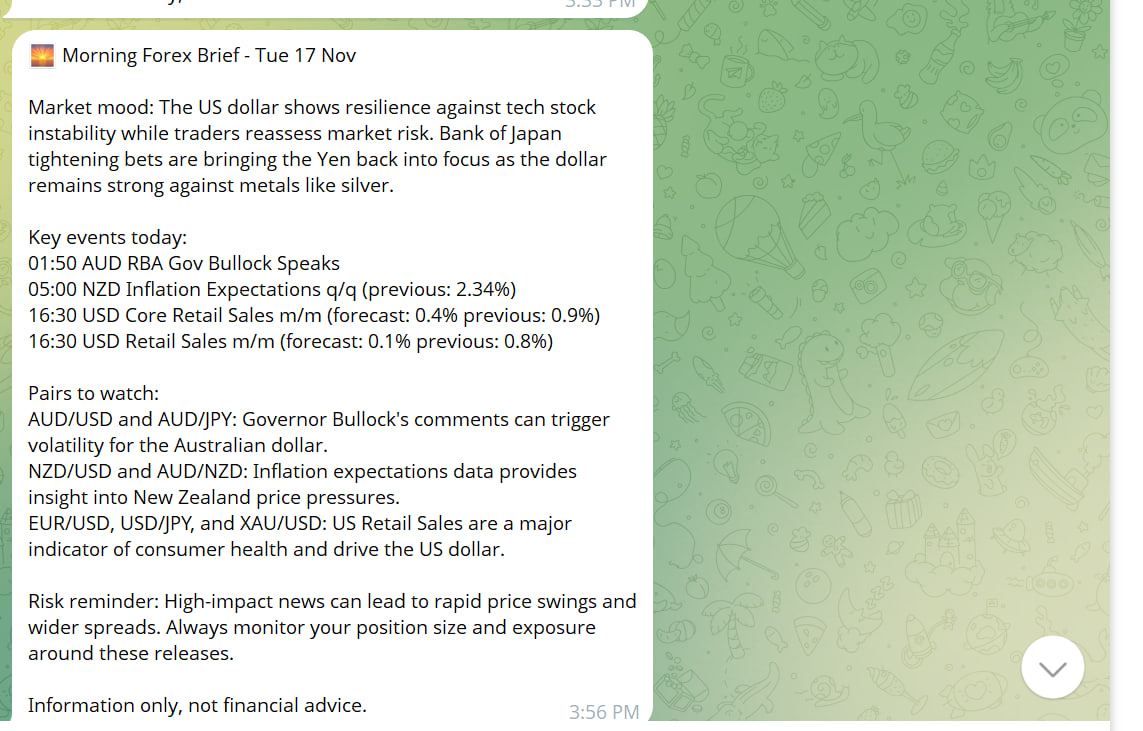 3:33 PM
🌅 Morning Forex Brief - Tue 17 Nov
Market mood: The US dollar shows resilience against tech stock
instability while traders reassess market risk. Bank of Japan
tightening bets are bringing the Yen back into focus as the dollar
remains strong against metals like silver.
Key events today:
01:50 AUD RBA Gov Bullock Speaks
05:00 NZD Inflation Expectations q/q (previous: 2.34%)
16:30 USD Core Retail Sales m/m (forecast: 0.4% previous: 0.9%)
16:30 USD Retail Sales m/m (forecast: 0.1% previous: 0.8%)
Pairs to watch:
AUD/USD and AUD/JPY: Governor Bullock's comments can trigger
volatility for the Australian dollar.
NZD/USD and AUD/NZD: Inflation expectations data provides
insight into New Zealand price pressures.
EUR/USD, USD/JPY, and XAU/USD: US Retail Sales are a major
indicator of consumer health and drive the US dollar.
Risk reminder: High-impact news can lead to rapid price swings and
wider spreads. Always monitor your position size and exposure
around these releases.
Information only, not financial advice.
3:56 PM